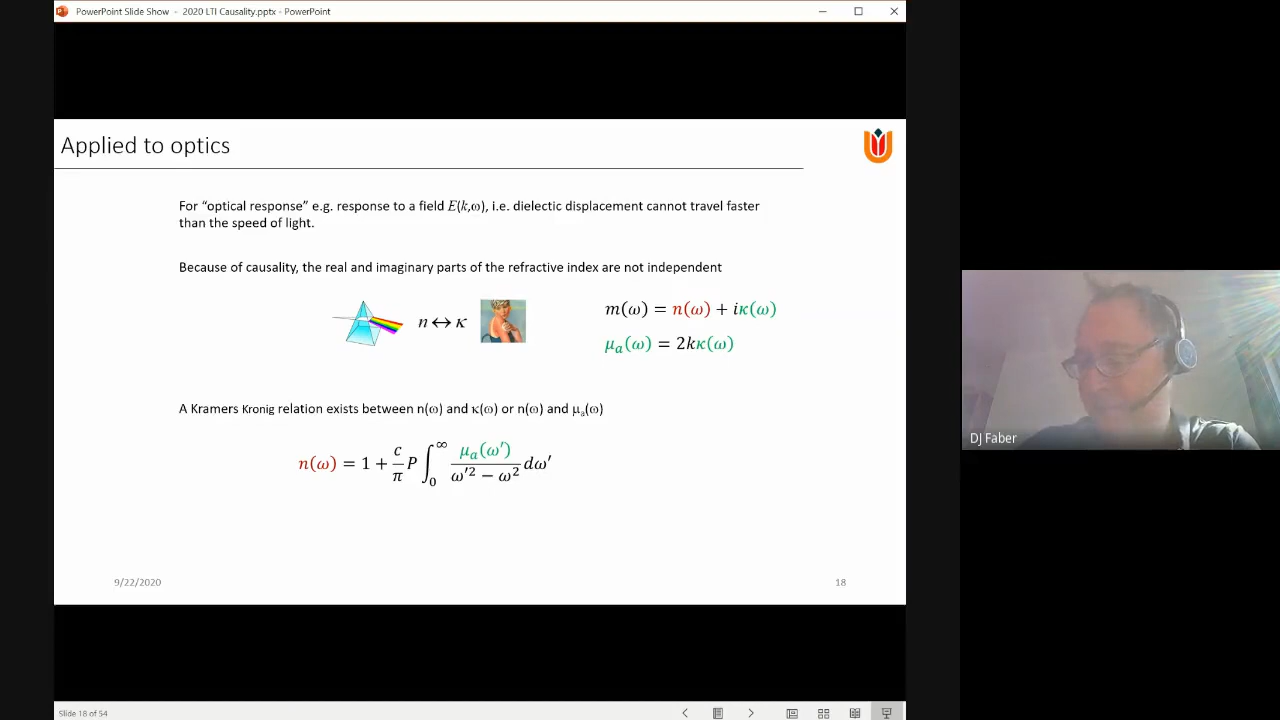 PowerPoint Slide Show - 2020 LTI Causality.pptx - PowerPoint
Applied to optics
For “optical response” e.g. response to a field E(k,ω), i.e. dielectic displacement cannot travel faster
than the speed of light.
Because of causality, the real and imaginary parts of the refractive index are not independent
n ↔ κ
m(ω) = n(ω) + iκ(ω)
μₐ(ω) = 2kκ(ω)
A Kramers Kronig relation exists between n(ω) and κ(ω) or n(ω) and μₐ(ω)
n(ω) = 1 + c/π P ∫₀^∞ μₐ(ω′)/(ω′² − ω²) dω′
9/22/2020
18
DJ Faber
Slide 18 of 54